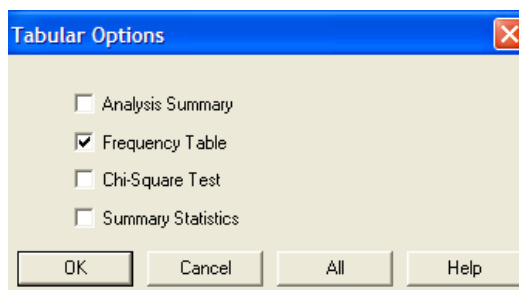 Tabular Options
Analysis Summary
Frequency Table
Chi-Square Test
Summary Statistics
OK Cancel All Help